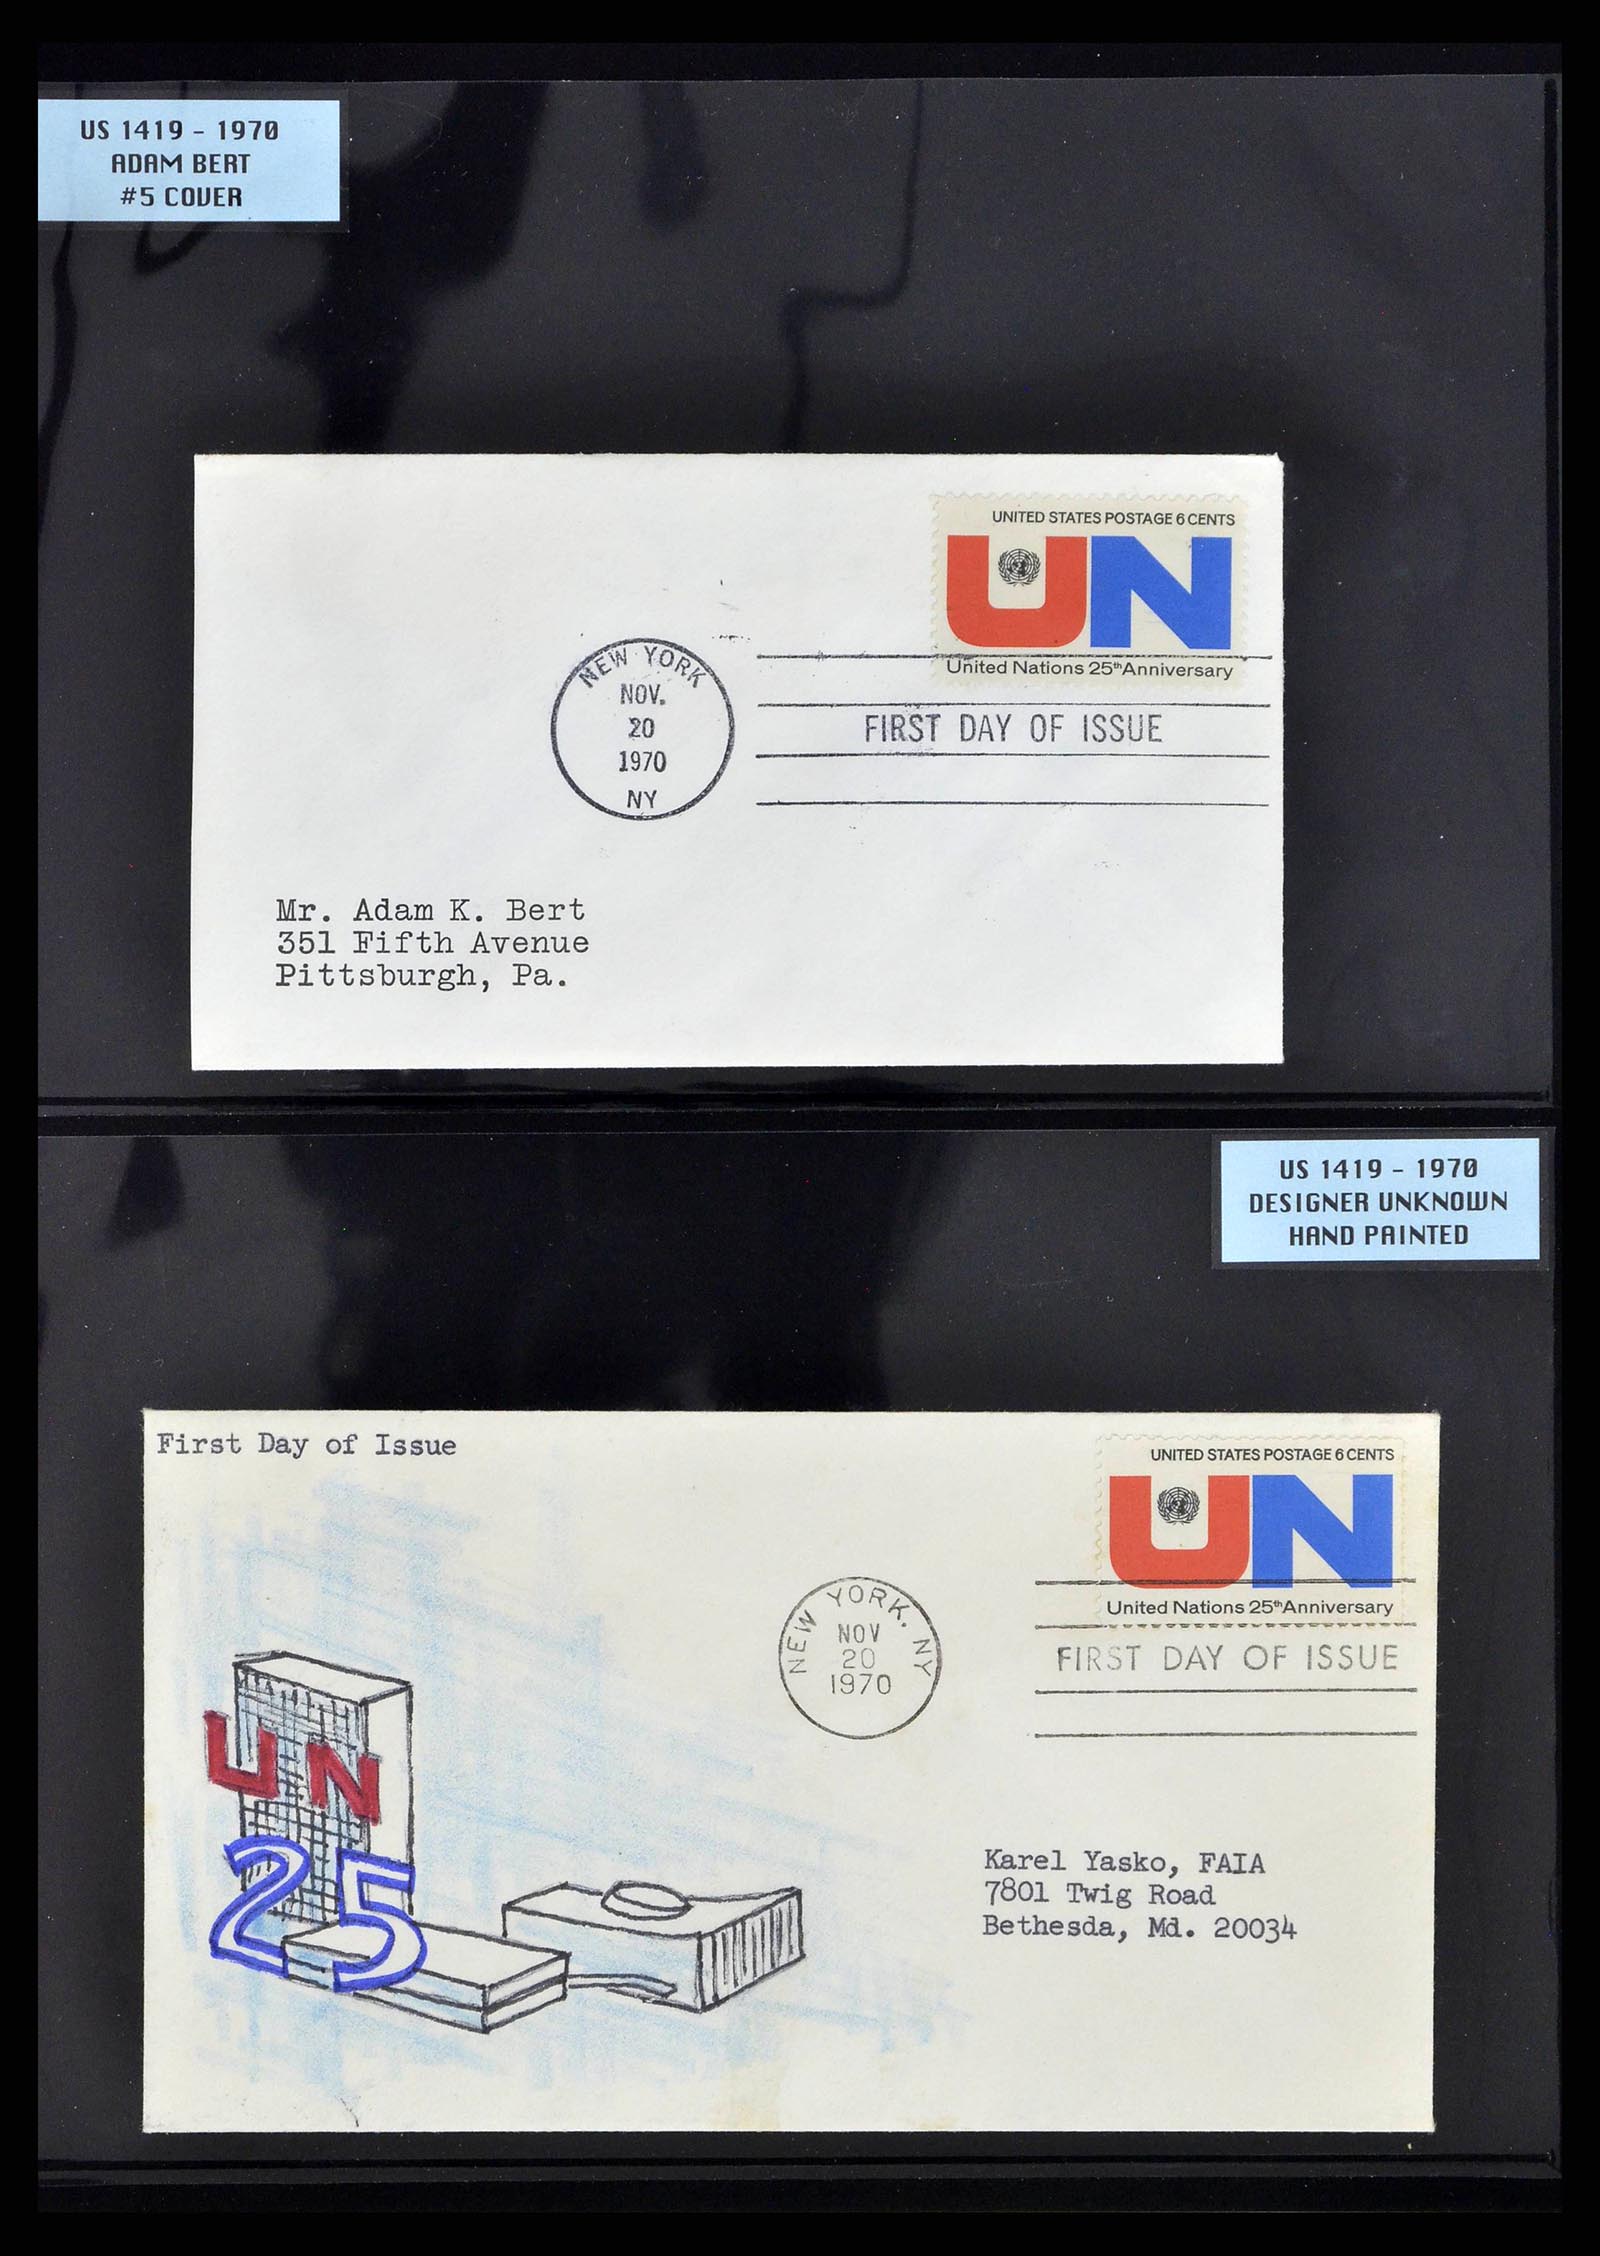 US 1419 - 1970
ADAM BERT
#5 COVER
UNITED STATES POSTAGE 6 CENTS
UN
United Nations 25th Anniversary
NEW YORK
NOV.
20
1970
NY
FIRST DAY OF ISSUE
Mr. Adam K. Bert
351 Fifth Avenue
Pittsburgh, Pa.
US 1419 - 1970
DESIGNER UNKNOWN
HAND PAINTED
First Day of Issue
UNITED STATES POSTAGE 6 CENTS
UN
United Nations 25th Anniversary
NEW YORK. NY
NOV
20
1970
FIRST DAY OF ISSUE
UN
25
Karel Yasko, FAIA
7801 Twig Road
Bethesda, Md. 20034